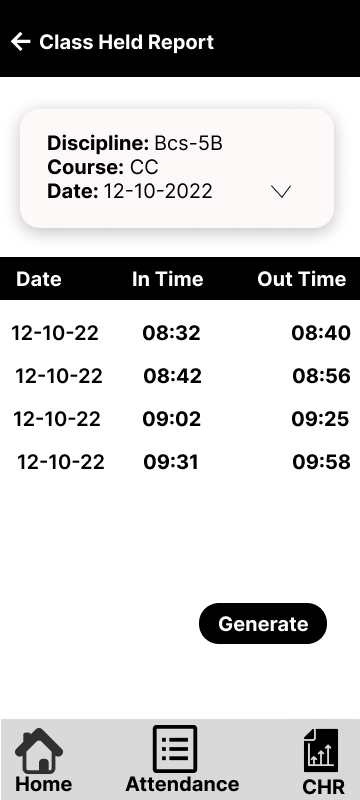 Class Held Report
Discipline: Bcs-5B
Course: CC
Date: 12-10-2022
Date In Time Out Time
12-10-22 08:32 08:40
12-10-22 08:42 08:56
12-10-22 09:02 09:25
12-10-22 09:31 09:58
Generate
Home Attendance CHR